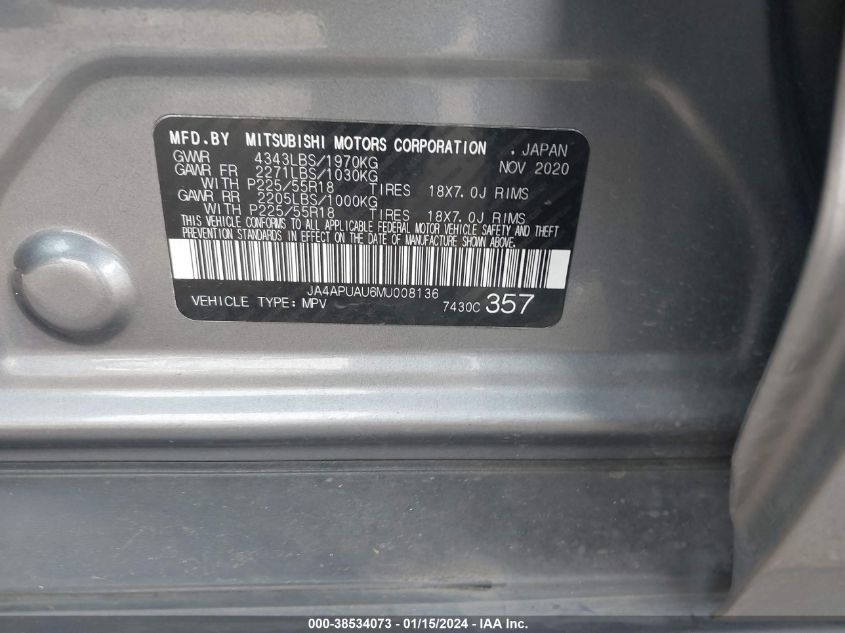 MFD.BY MITSUBISHI MOTORS CORPORATION , JAPAN
GVWR 4343LBS/1970KG NOV 2020
GAWR FR 2271LBS/1030KG
WITH P225/55R18 TIRES 18X7.0J RIMS
GAWR RR 2205LBS/1000KG
WITH P225/55R18 TIRES 18X7.0J RIMS
THIS VEHICLE CONFORMS TO ALL APPLICABLE FEDERAL MOTOR VEHICLE SAFETY AND THEFT
PREVENTION STANDARDS IN EFFECT ON THE DATE OF MANUFACTURE SHOWN ABOVE.
JA4APUAU6MU008136
VEHICLE TYPE: MPV 7430C 357
000-38534073 - 01/15/2024 - IAA Inc.